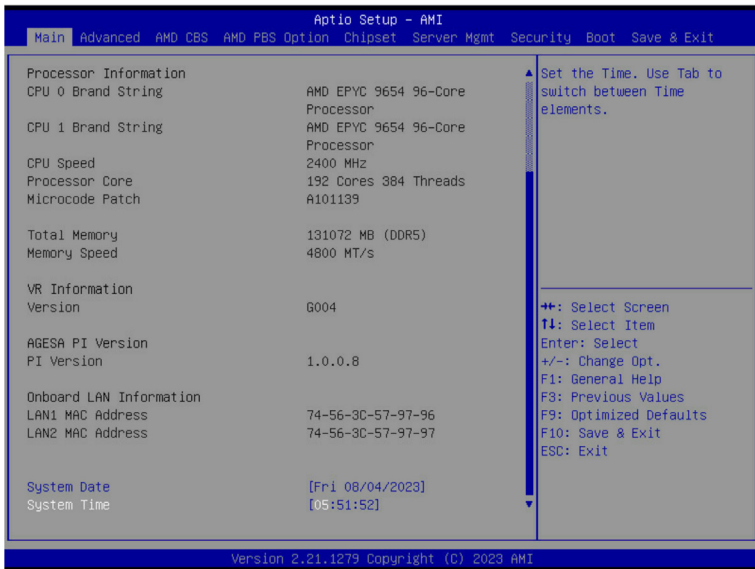 Aptio Setup - AMI
Main Advanced AMD CBS AMD PBS Option Chipset Server Mgmt Security Boot Save & Exit
Processor Information
CPU 0 Brand String AMD EPYC 9654 96-Core
Processor
CPU 1 Brand String AMD EPYC 9654 96-Core
Processor
CPU Speed 2400 MHz
Processor Core 192 Cores 384 Threads
Microcode Patch A101139
Total Memory 131072 MB (DDR5)
Memory Speed 4800 MT/s
VR Information
Version G004
AGESA PI Version
PI Version 1.0.0.8
Onboard LAN Information
LAN1 MAC Address 74-56-3C-57-97-96
LAN2 MAC Address 74-56-3C-57-97-97
System Date [Fri 08/04/2023]
System Time [05:51:52]
Set the Time. Use Tab to
switch between Time
elements.
→←: Select Screen
↑↓: Select Item
Enter: Select
+/-: Change Opt.
F1: General Help
F3: Previous Values
F9: Optimized Defaults
F10: Save & Exit
ESC: Exit
Version 2.21.1279 Copyright (C) 2023 AMI